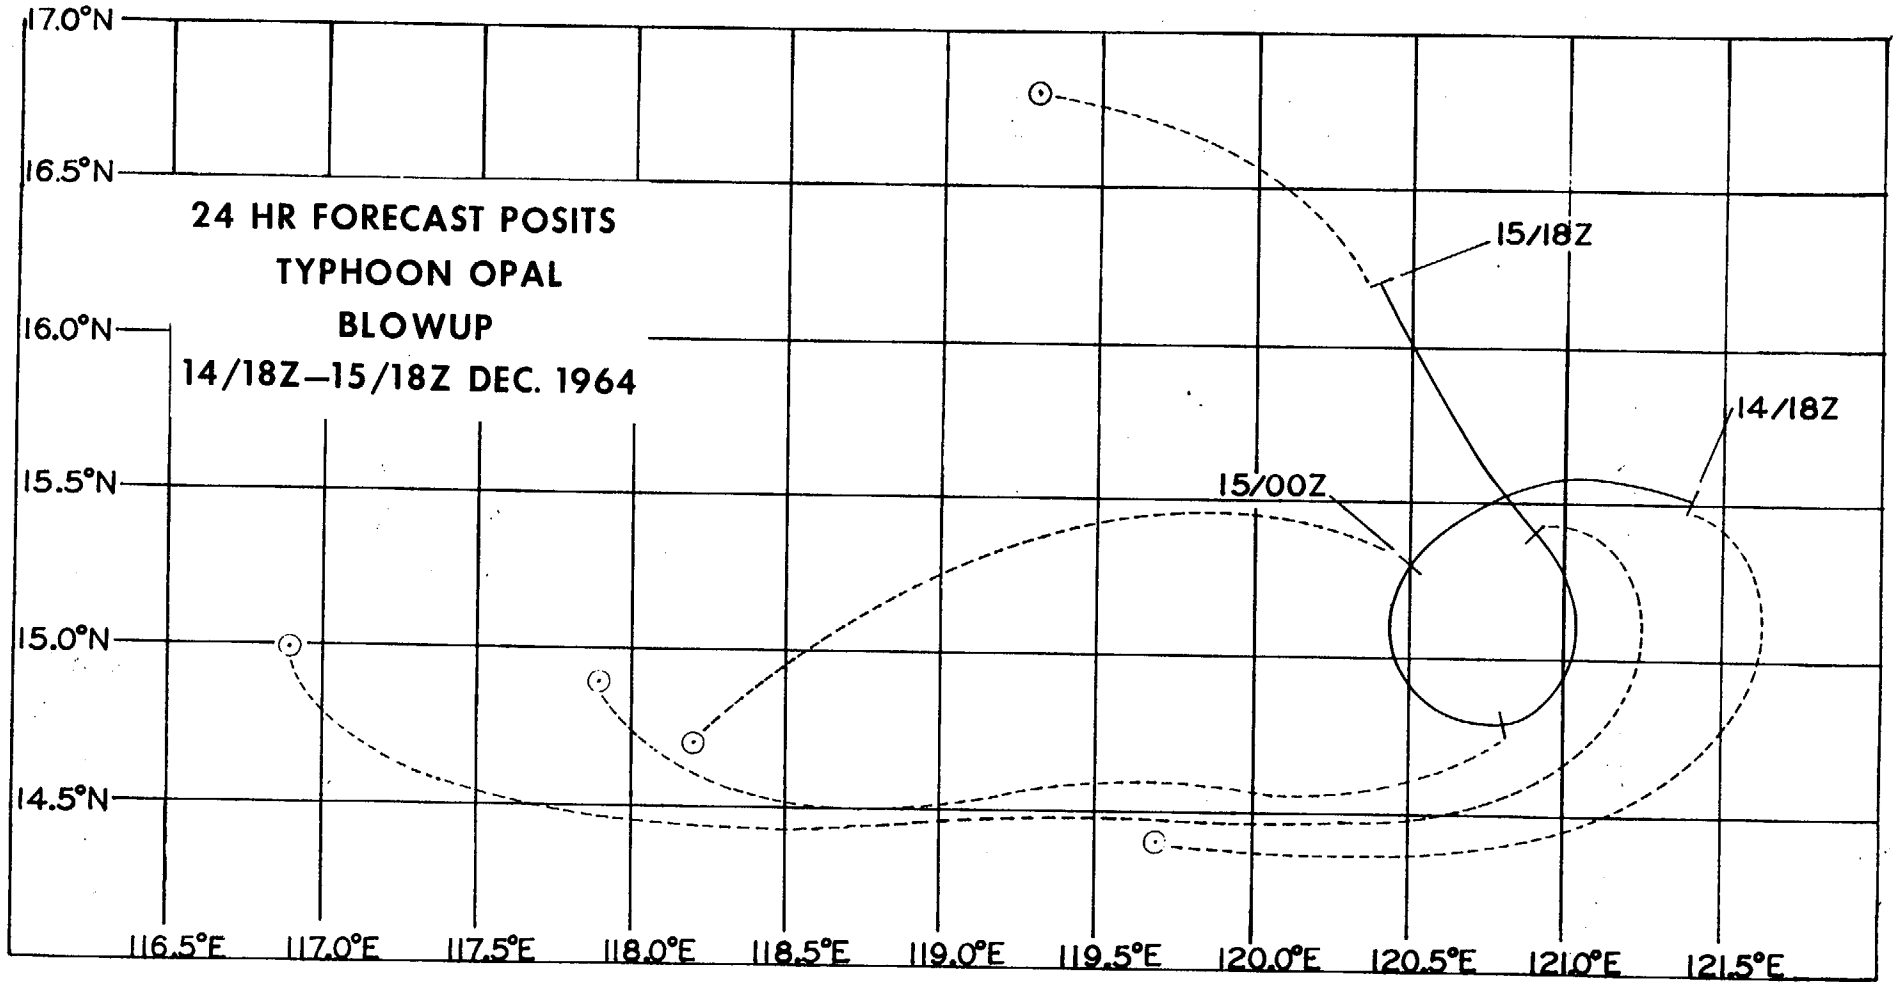 17.0°N
16.5°N
24 HR FORECAST POSITS
TYPHOON OPAL
BLOWUP
14/18Z–15/18Z DEC. 1964
15/18Z
16.0°N
14/18Z
15.5°N
15/00Z
15.0°N
14.5°N
116.5°E 117.0°E 117.5°E 118.0°E 118.5°E 119.0°E 119.5°E 120.0°E 120.5°E 121.0°E 121.5°E